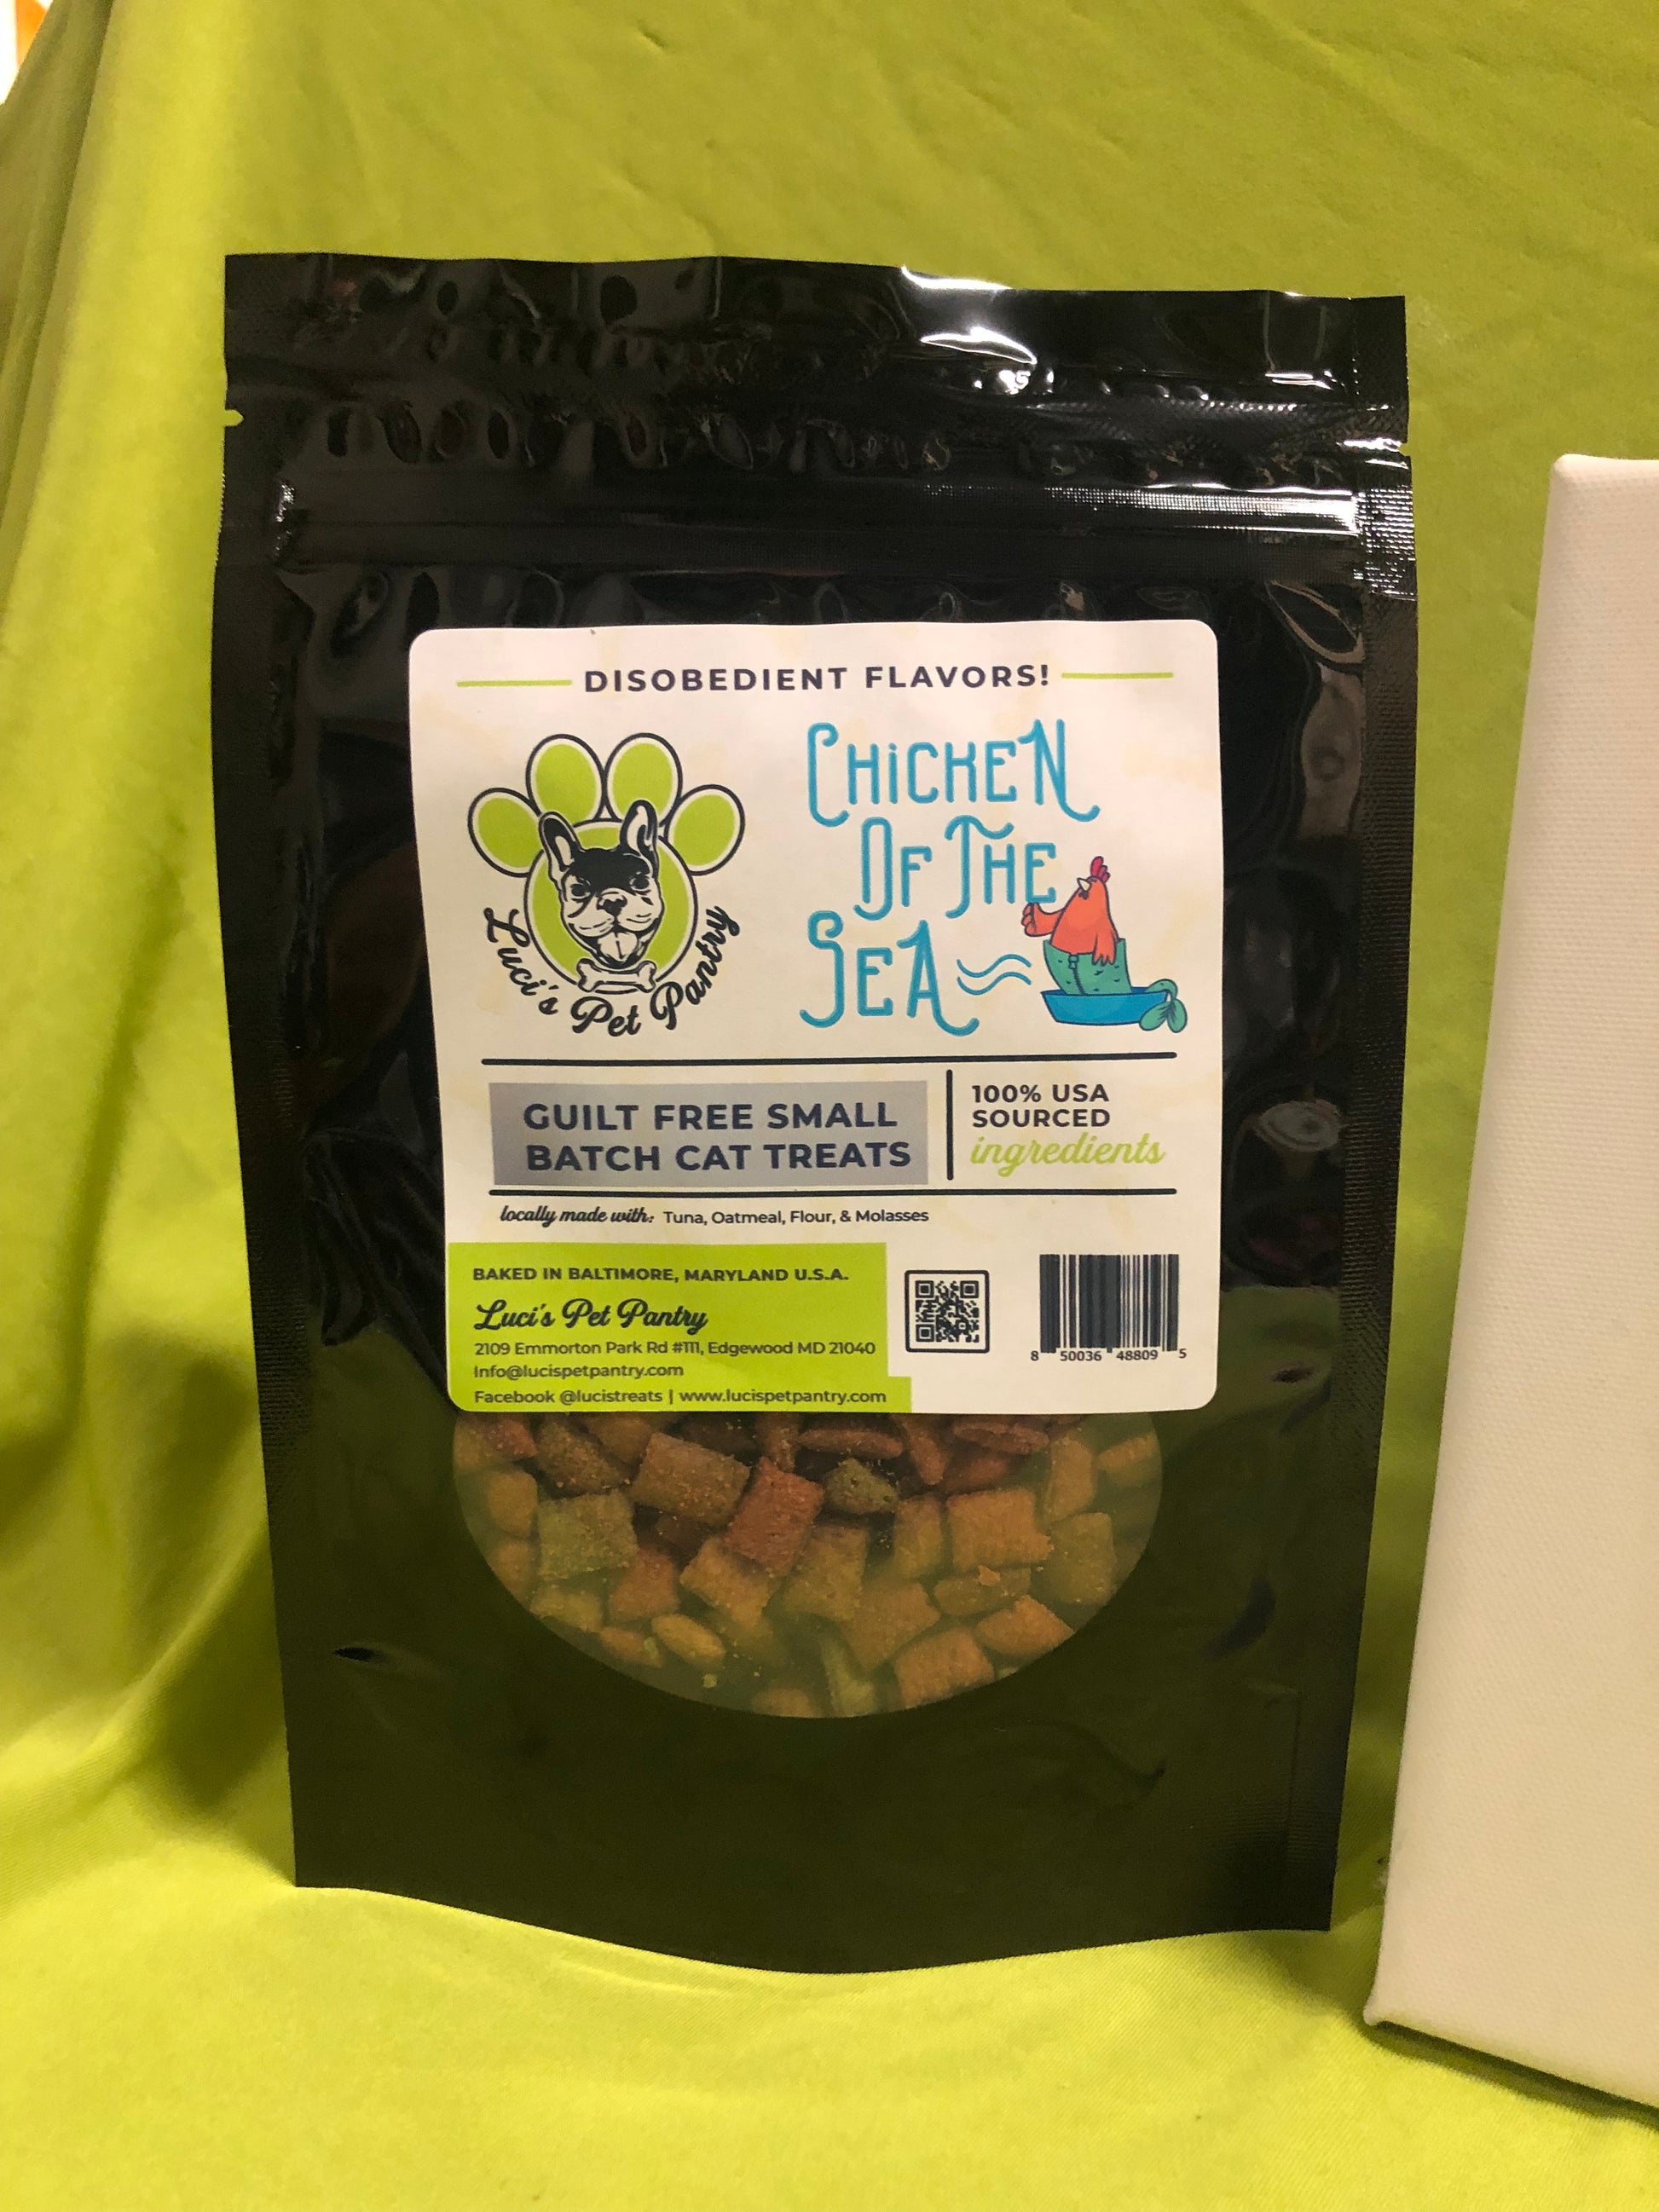 DISOBEDIENT FLAVORS!
Luci's Pet Pantry
CHiCKEN
OF THE
SEA
GUILT FREE SMALL
BATCH CAT TREATS
100% USA
SOURCED
ingredients
locally made with: Tuna, Oatmeal, Flour, & Molasses
BAKED IN BALTIMORE, MARYLAND U.S.A.
Luci's Pet Pantry
2109 Emmorton Park Rd #111, Edgewood MD 21040
Info@lucispetpantry.com
Facebook @lucistreats | www.lucispetpantry.com
8 50036 48809 5